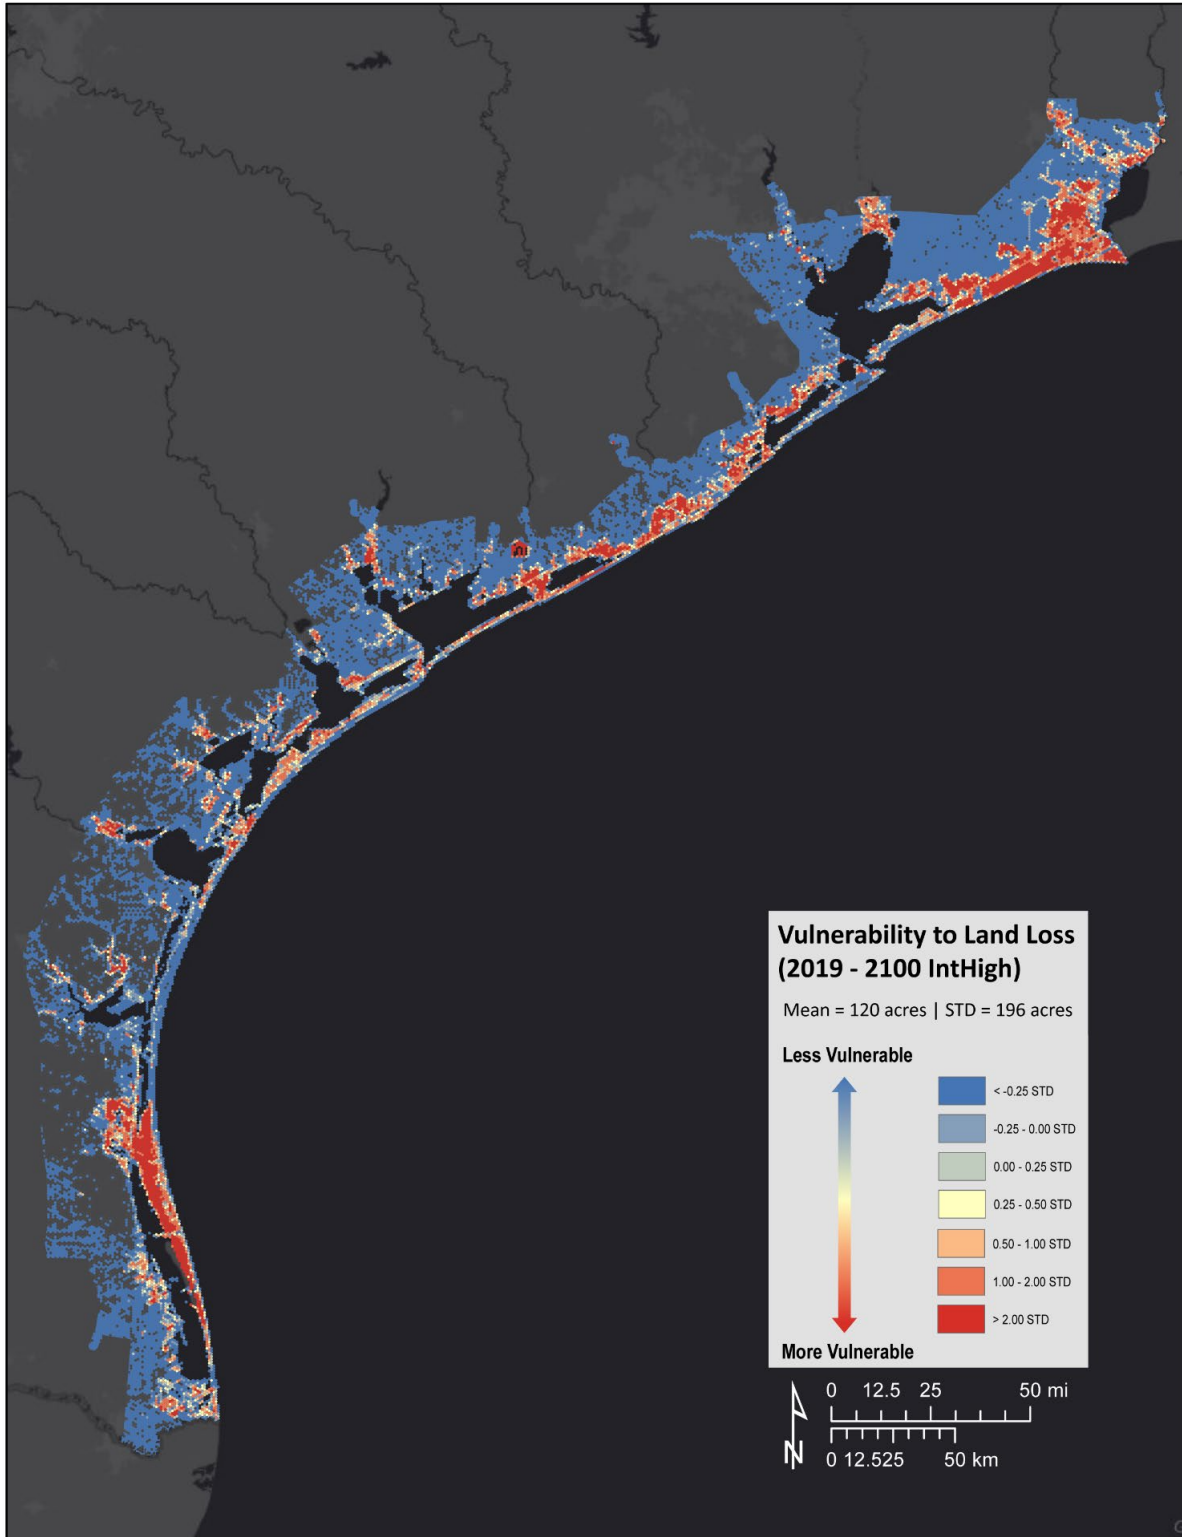 Vulnerability to Land Loss
(2019 - 2100 IntHigh)
Mean = 120 acres | STD = 196 acres
Less Vulnerable
< -0.25 STD
-0.25 - 0.00 STD
0.00 - 0.25 STD
0.25 - 0.50 STD
0.50 - 1.00 STD
1.00 - 2.00 STD
> 2.00 STD
More Vulnerable
0 12.5 25 50 mi
N
0 12.525 50 km